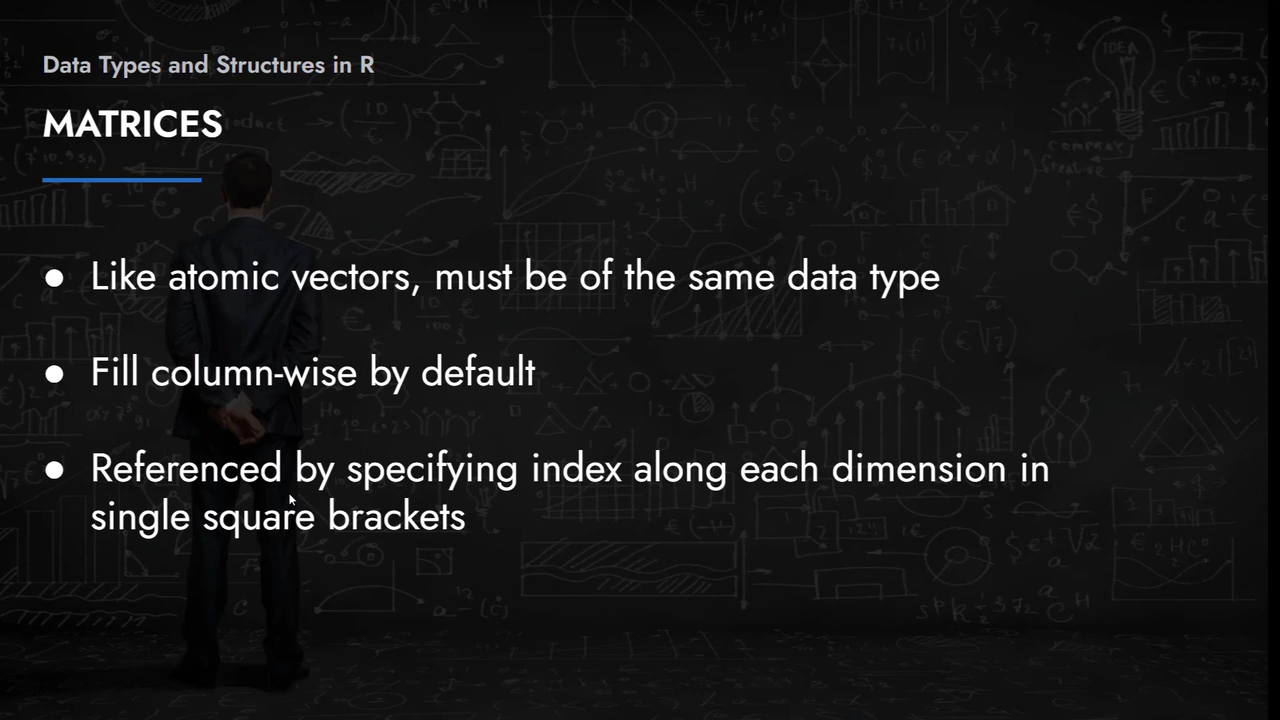 Data Types and Structures in R
MATRICES
● Like atomic vectors, must be of the same data type
● Fill column-wise by default
● Referenced by specifying index along each dimension in
single square brackets
IDEA